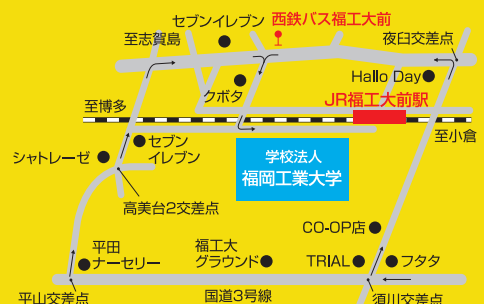 セブンイレブン
西鉄バス福工大前
至志賀島
夜臼交差点
クボタ
Hallo Day
JR福工大前駅
至博多
至小倉
セブン
イレブン
シャトレーゼ
学校法人
福岡工業大学
高美台2交差点
CO-OP店
平田
ナーセリー
福工大
グラウンド
TRIAL
フタタ
平山交差点
国道3号線
須川交差点